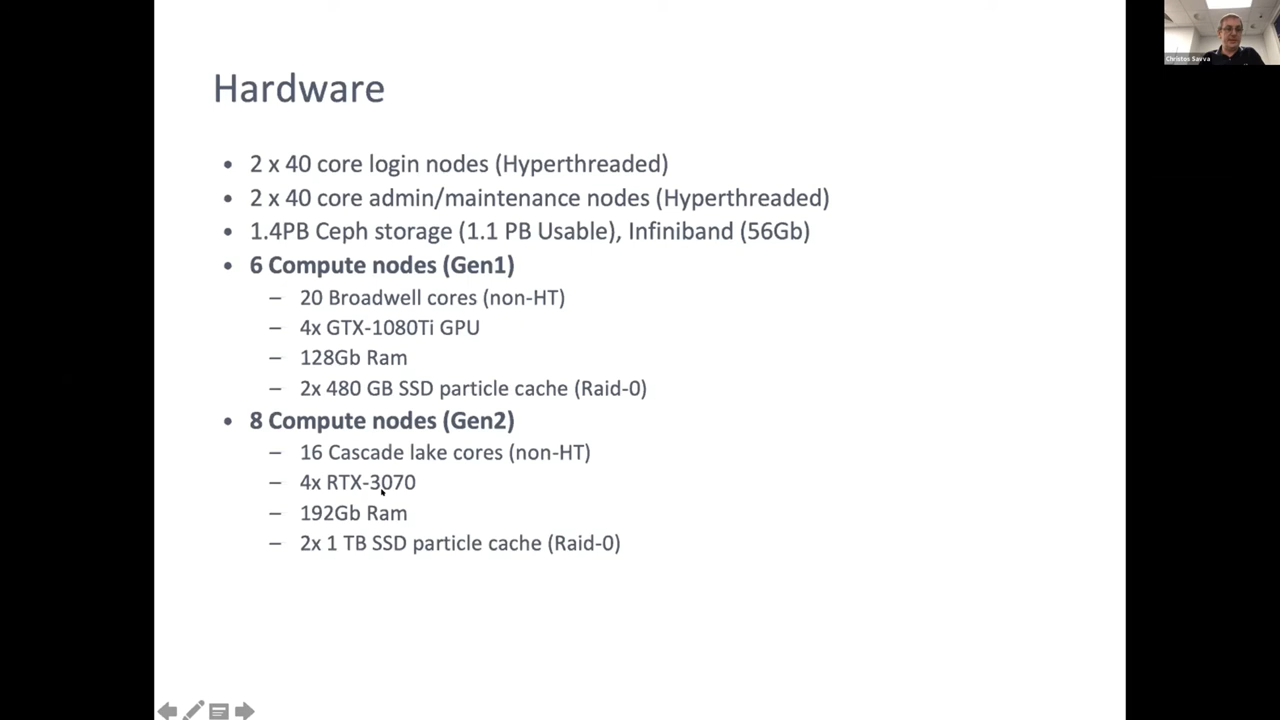 Hardware
• 2 x 40 core login nodes (Hyperthreaded)
• 2 x 40 core admin/maintenance nodes (Hyperthreaded)
• 1.4PB Ceph storage (1.1 PB Usable), Infiniband (56Gb)
• 6 Compute nodes (Gen1)
– 20 Broadwell cores (non-HT)
– 4x GTX-1080Ti GPU
– 128Gb Ram
– 2x 480 GB SSD particle cache (Raid-0)
• 8 Compute nodes (Gen2)
– 16 Cascade lake cores (non-HT)
– 4x RTX-3070
– 192Gb Ram
– 2x 1 TB SSD particle cache (Raid-0)
Christos Savva